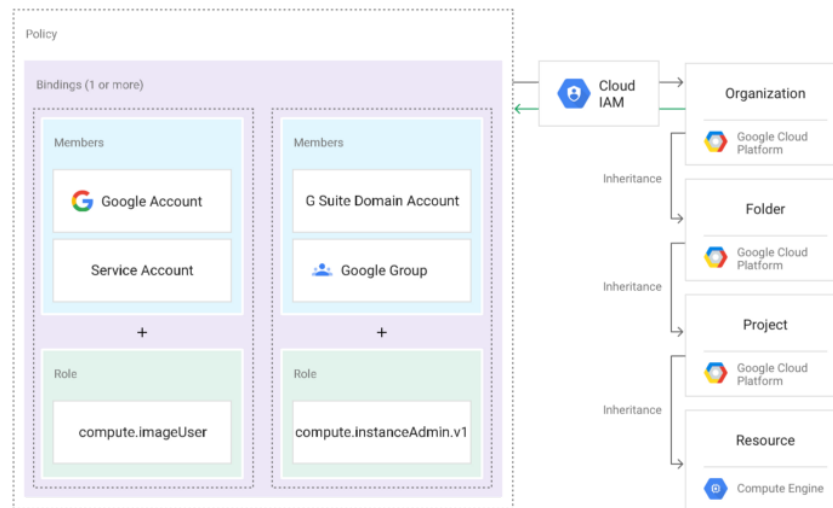 Policy
Bindings (1 or more)
Members
Google Account
Service Account
+
Role
compute.imageUser
Members
G Suite Domain Account
Google Group
+
Role
compute.instanceAdmin.v1
Cloud
IAM
Organization
Google Cloud
Platform
Inheritance
Folder
Google Cloud
Platform
Inheritance
Project
Google Cloud
Platform
Inheritance
Resource
Compute Engine